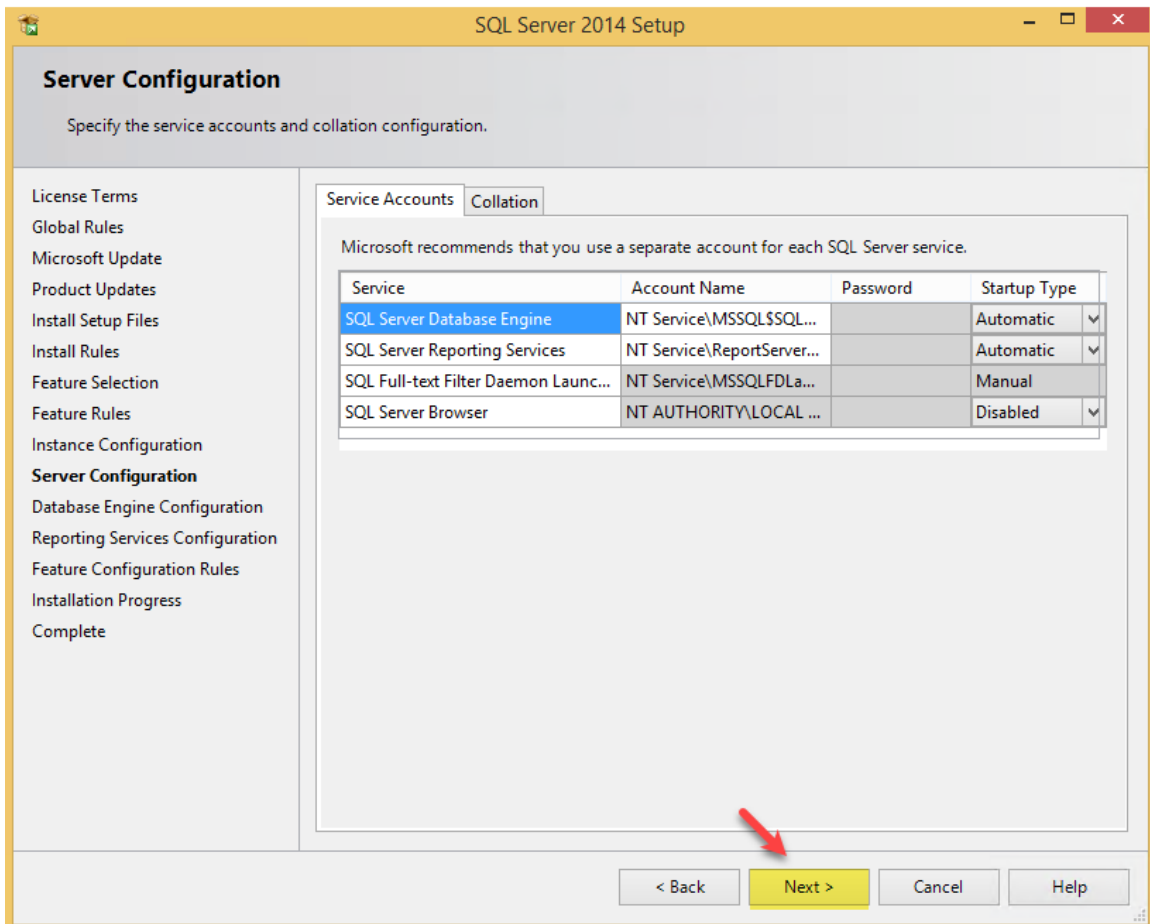 SQL Server 2014 Setup
Server Configuration
Specify the service accounts and collation configuration.
License Terms
Global Rules
Microsoft Update
Product Updates
Install Setup Files
Install Rules
Feature Selection
Feature Rules
Instance Configuration
Server Configuration
Database Engine Configuration
Reporting Services Configuration
Feature Configuration Rules
Installation Progress
Complete
Service Accounts Collation
Microsoft recommends that you use a separate account for each SQL Server service.
Service Account Name Password Startup Type
SQL Server Database Engine NT Service\MSSQL$SQL... Automatic
SQL Server Reporting Services NT Service\ReportServer... Automatic
SQL Full-text Filter Daemon Launc... NT Service\MSSQLFDLa... Manual
SQL Server Browser NT AUTHORITY\LOCAL ... Disabled
< Back Next > Cancel Help